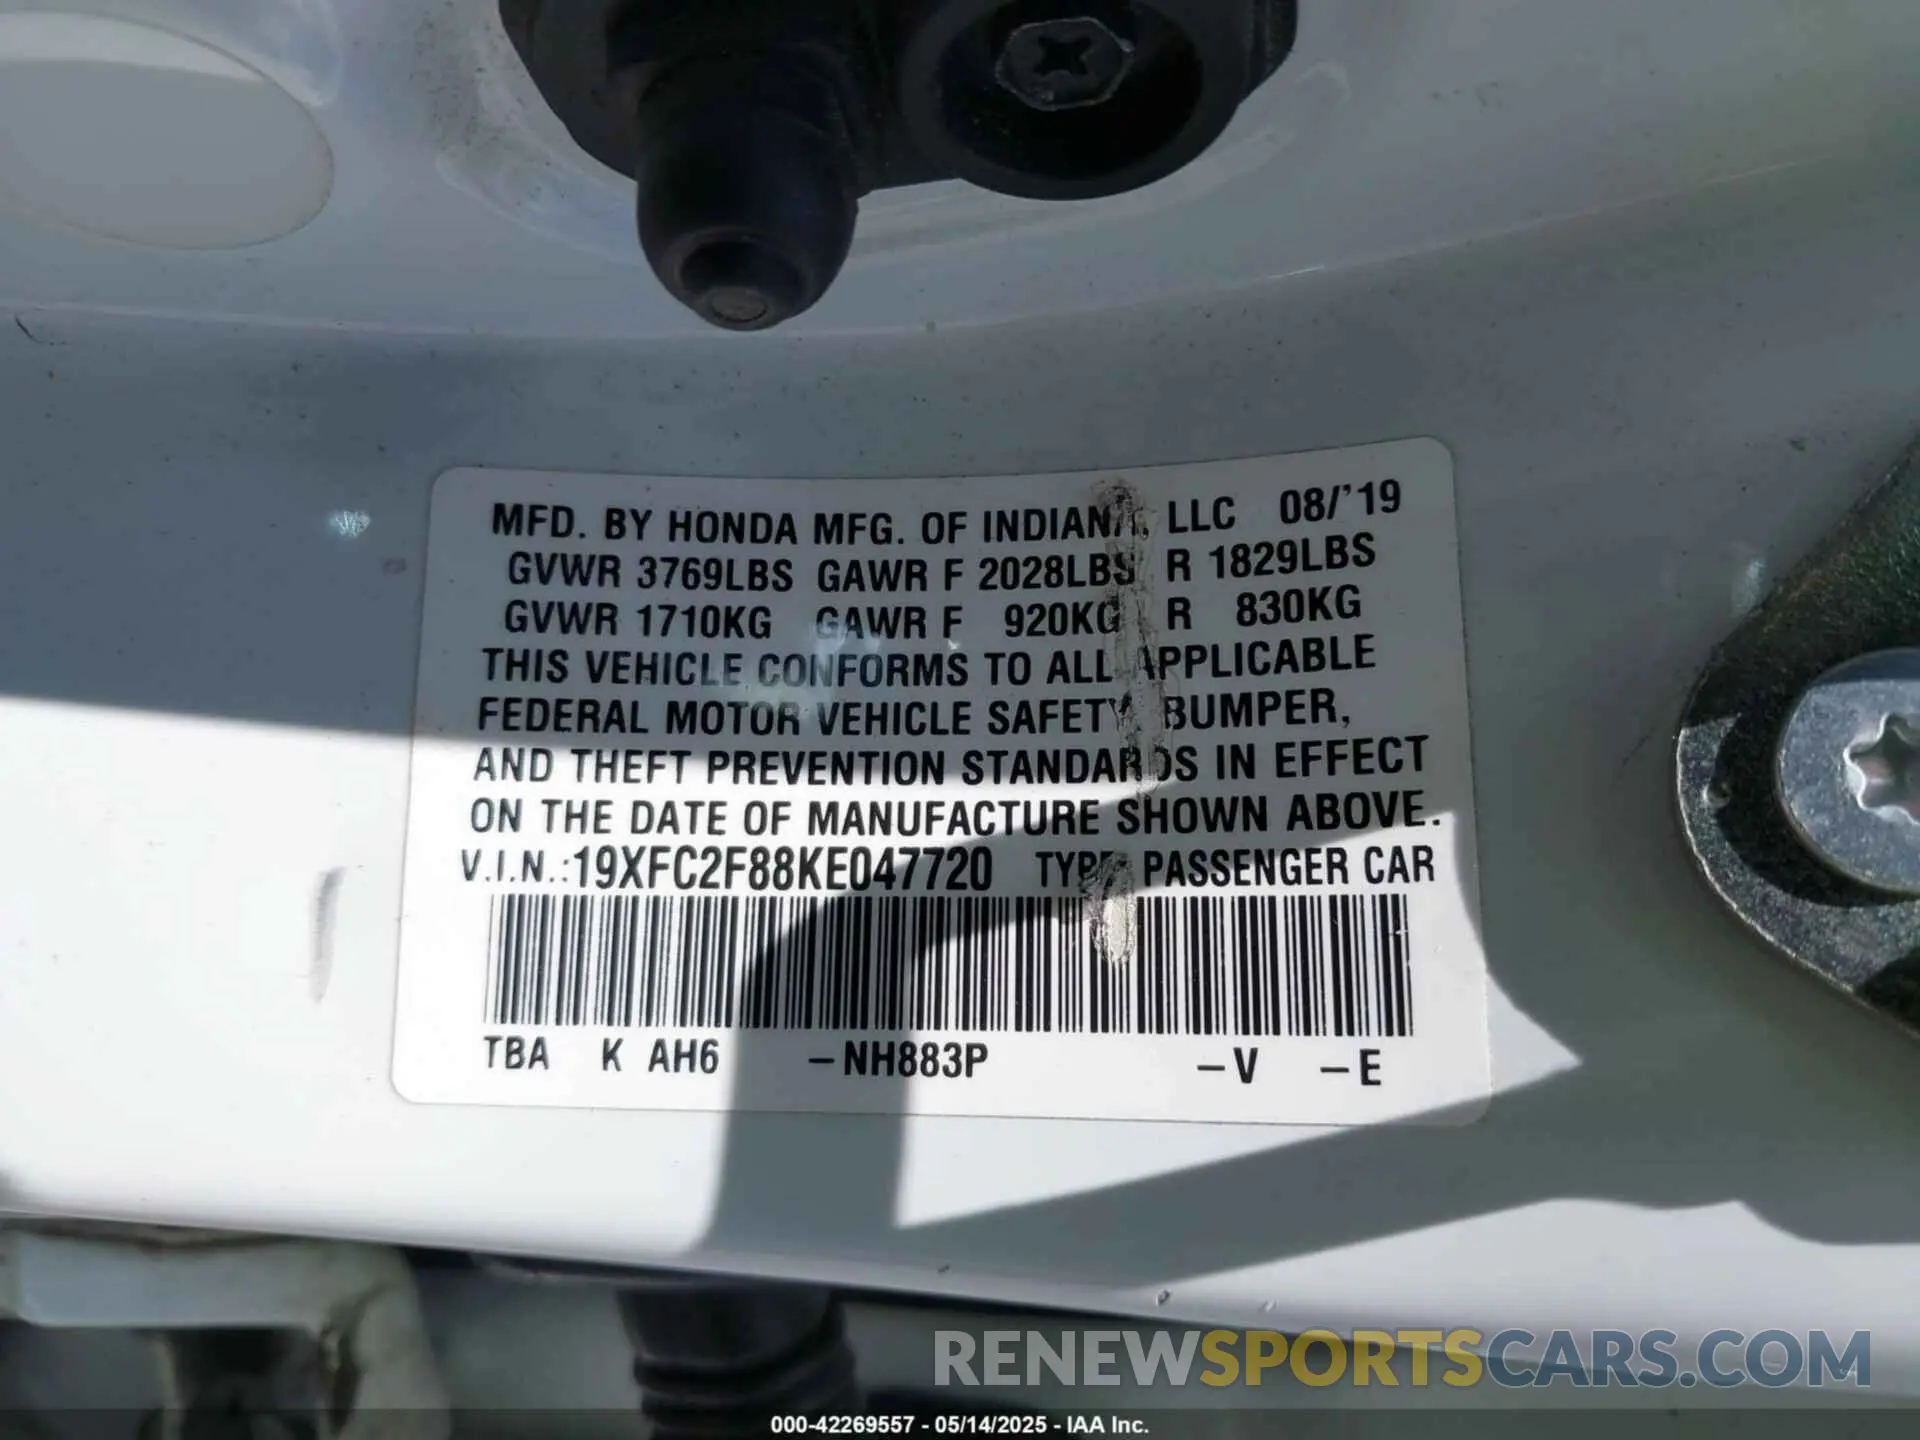 MFD. BY HONDA MFG. OF INDIANA, LLC 08/'19
GVWR 3769LBS GAWR F 2028LBS R 1829LBS
GVWR 1710KG GAWR F 920KG R 830KG
THIS VEHICLE CONFORMS TO ALL APPLICABLE
FEDERAL MOTOR VEHICLE SAFETY, BUMPER,
AND THEFT PREVENTION STANDARDS IN EFFECT
ON THE DATE OF MANUFACTURE SHOWN ABOVE.
V.I.N.:19XFC2F88KE047720 TYPE: PASSENGER CAR
TBA K AH6 -NH883P -V -E
RENEWSPORTSCARS.COM
000-42269557 - 05/14/2025 - IAA Inc.